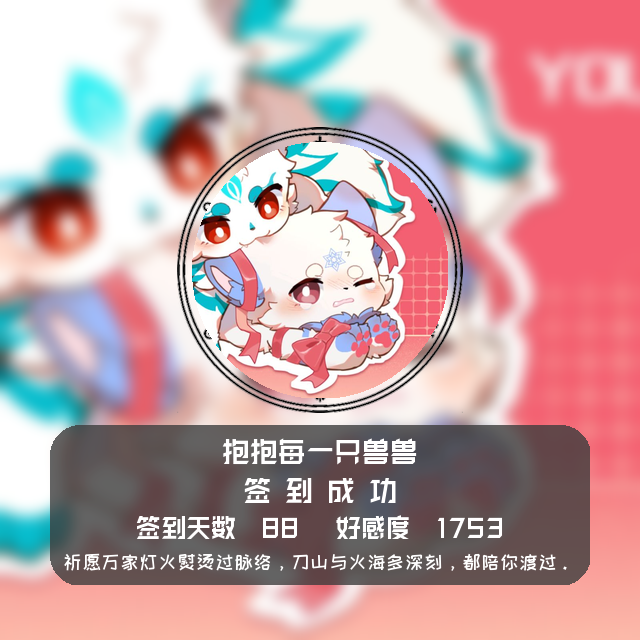 YOU
抱抱每一只兽兽
签到成功
签到天数 88 好感度 1753
祈愿万家灯火熨烫过脉络，刀山与火海多深刻，都陪你渡过.